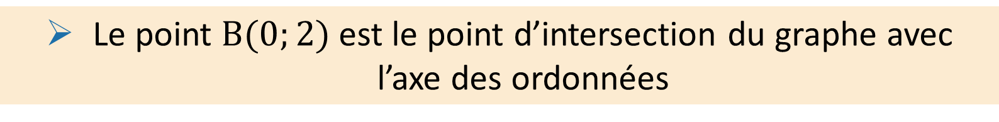 ➢ Le point B(0; 2) est le point d’intersection du graphe avec
l’axe des ordonnées